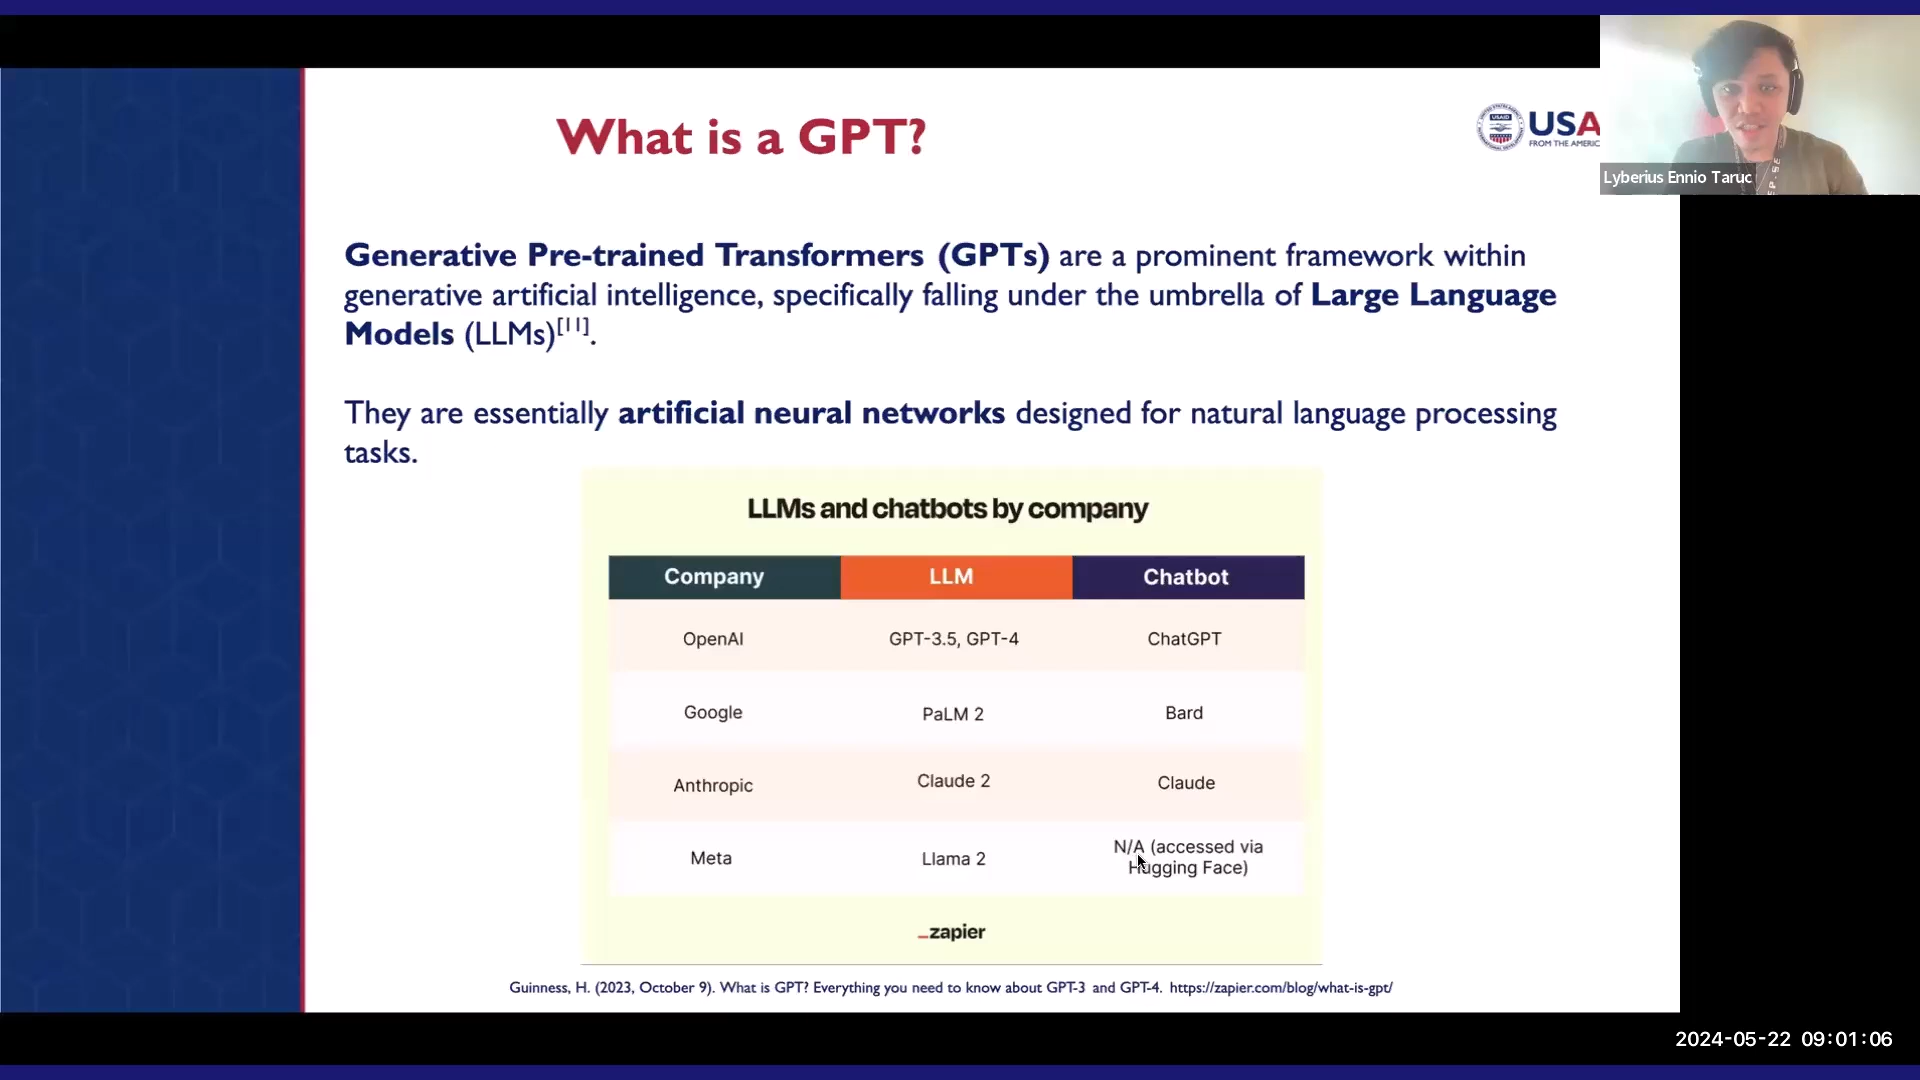 What is a GPT?
USAID
USA
FROM THE AMERIC
Lyberius Ennio Taruc
Generative Pre-trained Transformers (GPTs) are a prominent framework within
generative artificial intelligence, specifically falling under the umbrella of Large Language
Models (LLMs)[11].
They are essentially artificial neural networks designed for natural language processing
tasks.
LLMs and chatbots by company
Company LLM Chatbot
OpenAI GPT-3.5, GPT-4 ChatGPT
Google PaLM 2 Bard
Anthropic Claude 2 Claude
Meta Llama 2 N/A (accessed via
Hugging Face)
_zapier
Guinness, H. (2023, October 9). What is GPT? Everything you need to know about GPT-3 and GPT-4. https://zapier.com/blog/what-is-gpt/
2024-05-22 09:01:06